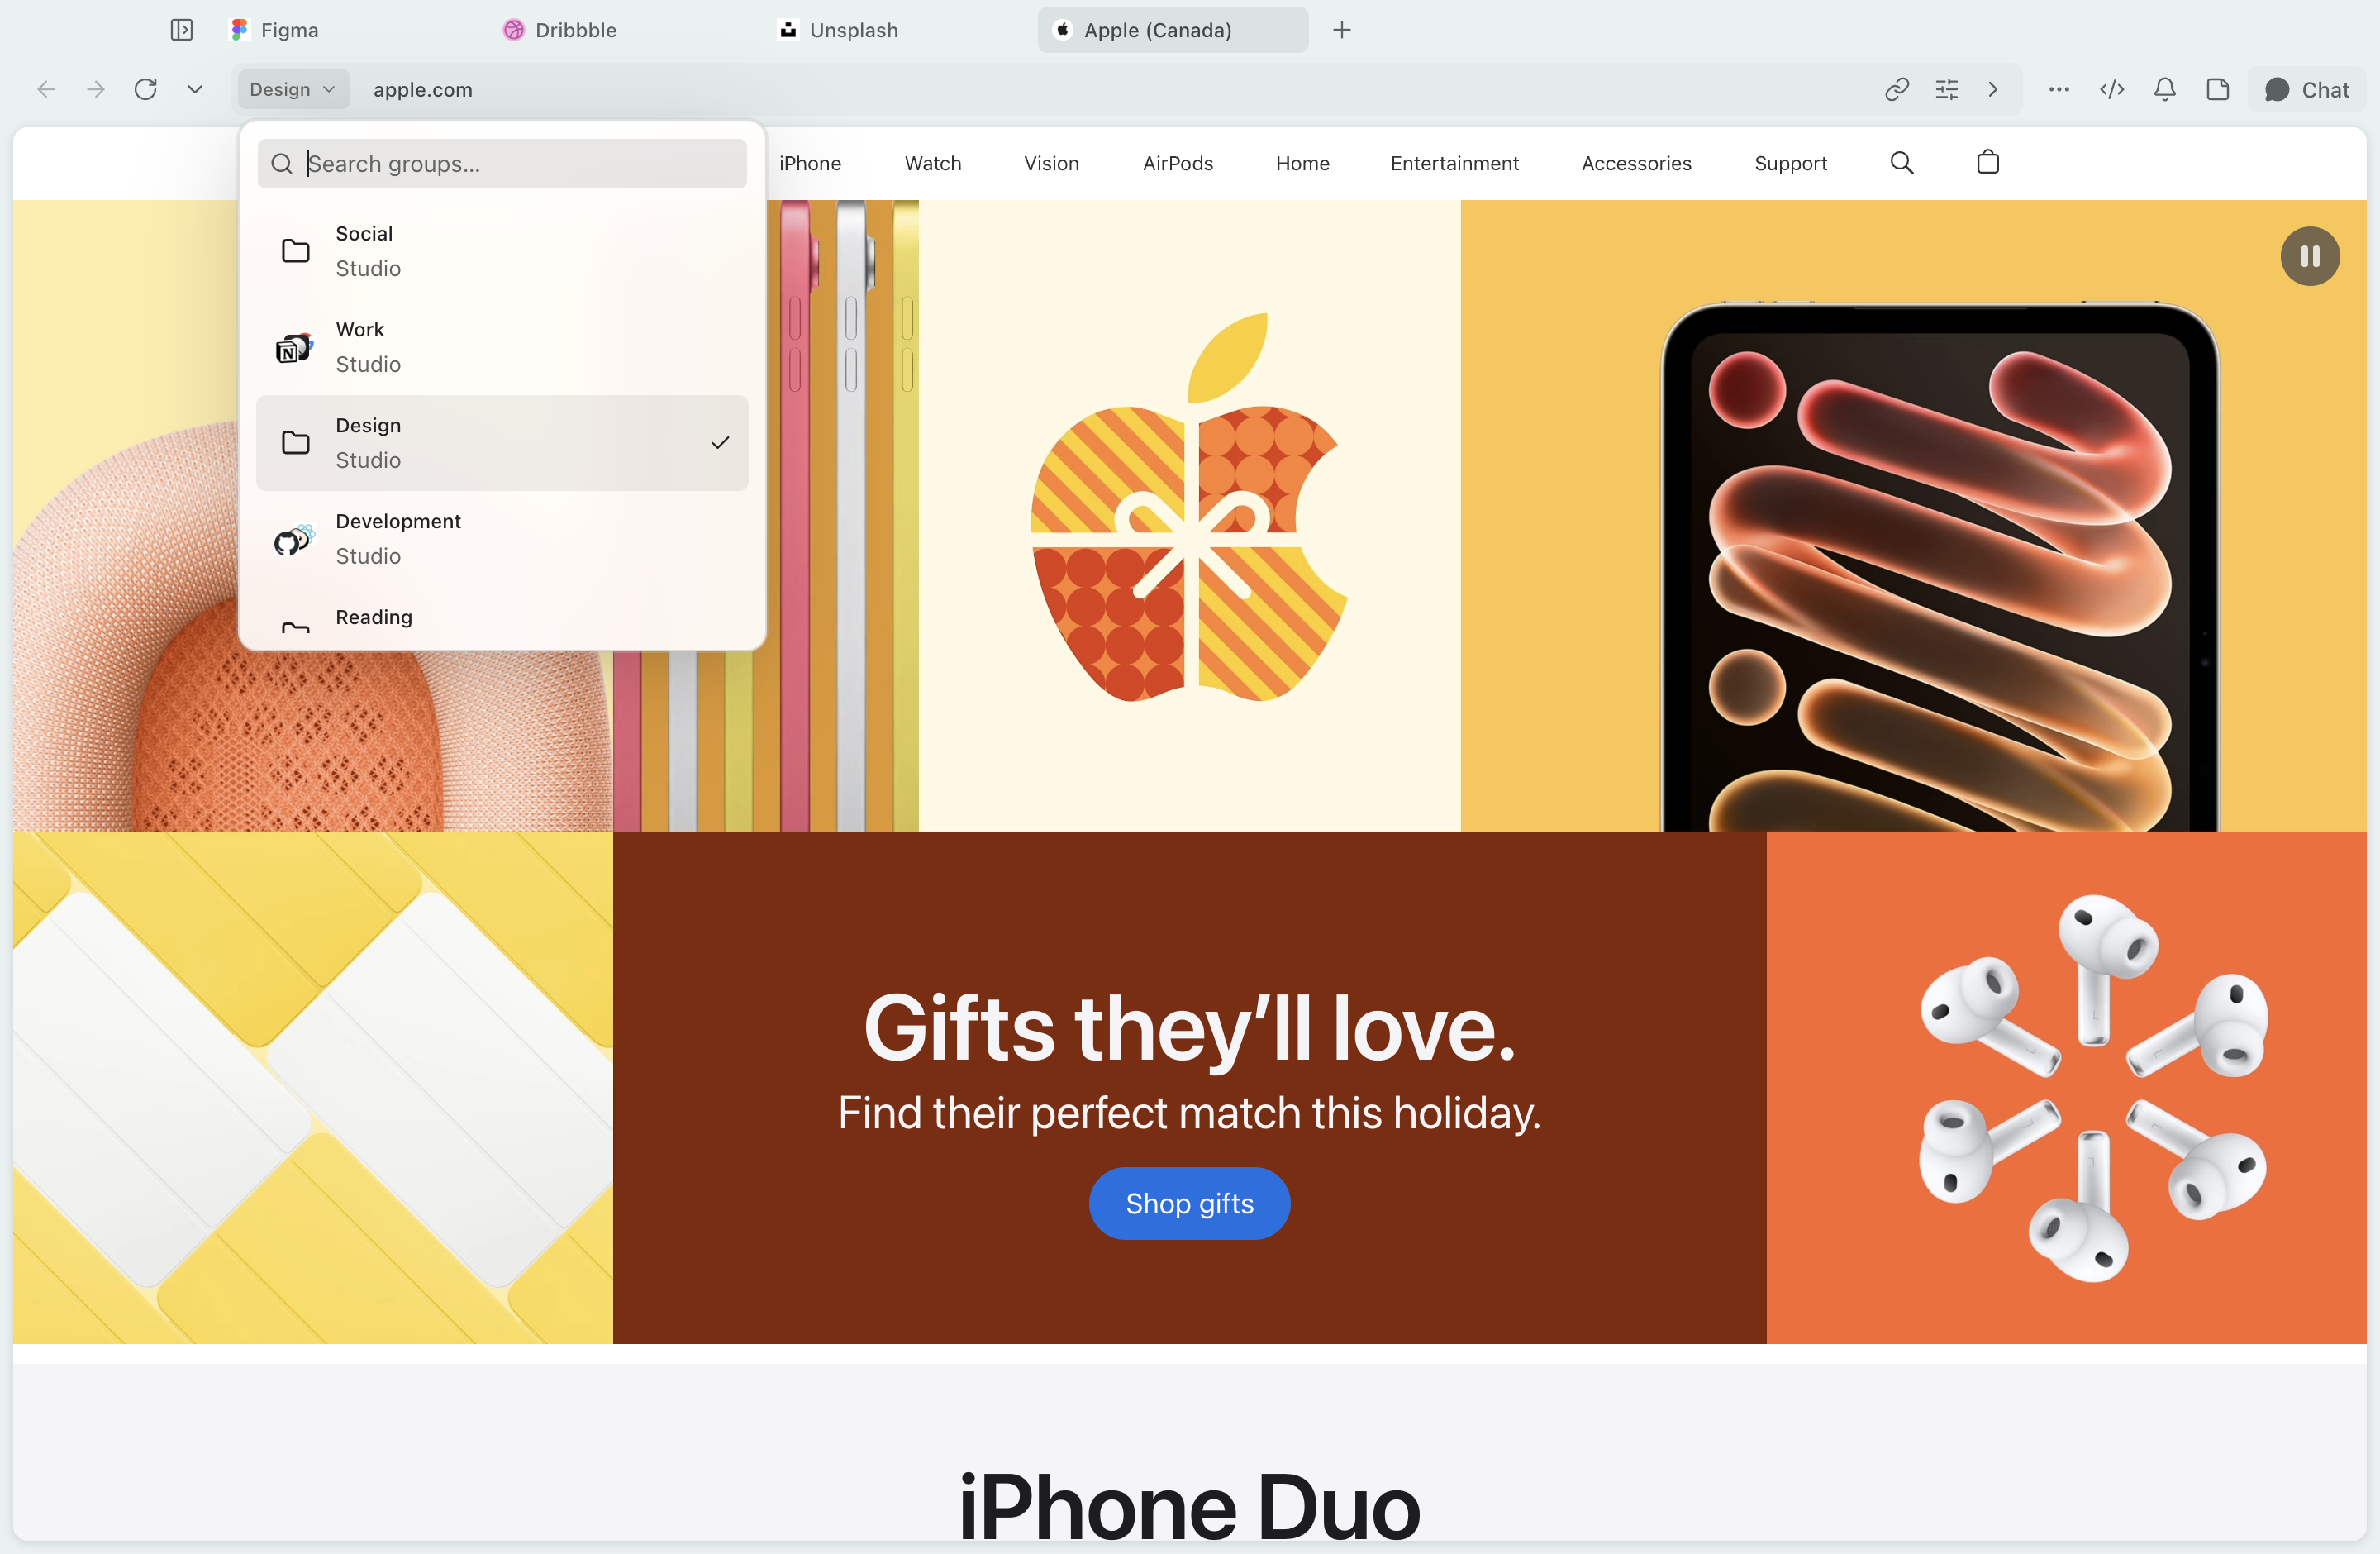 Figma
Dribbble
Unsplash
Apple (Canada)
Design
apple.com
Chat
Search groups...
iPhone
Watch
Vision
AirPods
Home
Entertainment
Accessories
Support
Social
Studio
Work
Studio
Design
Studio
Development
Studio
Reading
Gifts they’ll love.
Find their perfect match this holiday.
Shop gifts
iPhone Duo